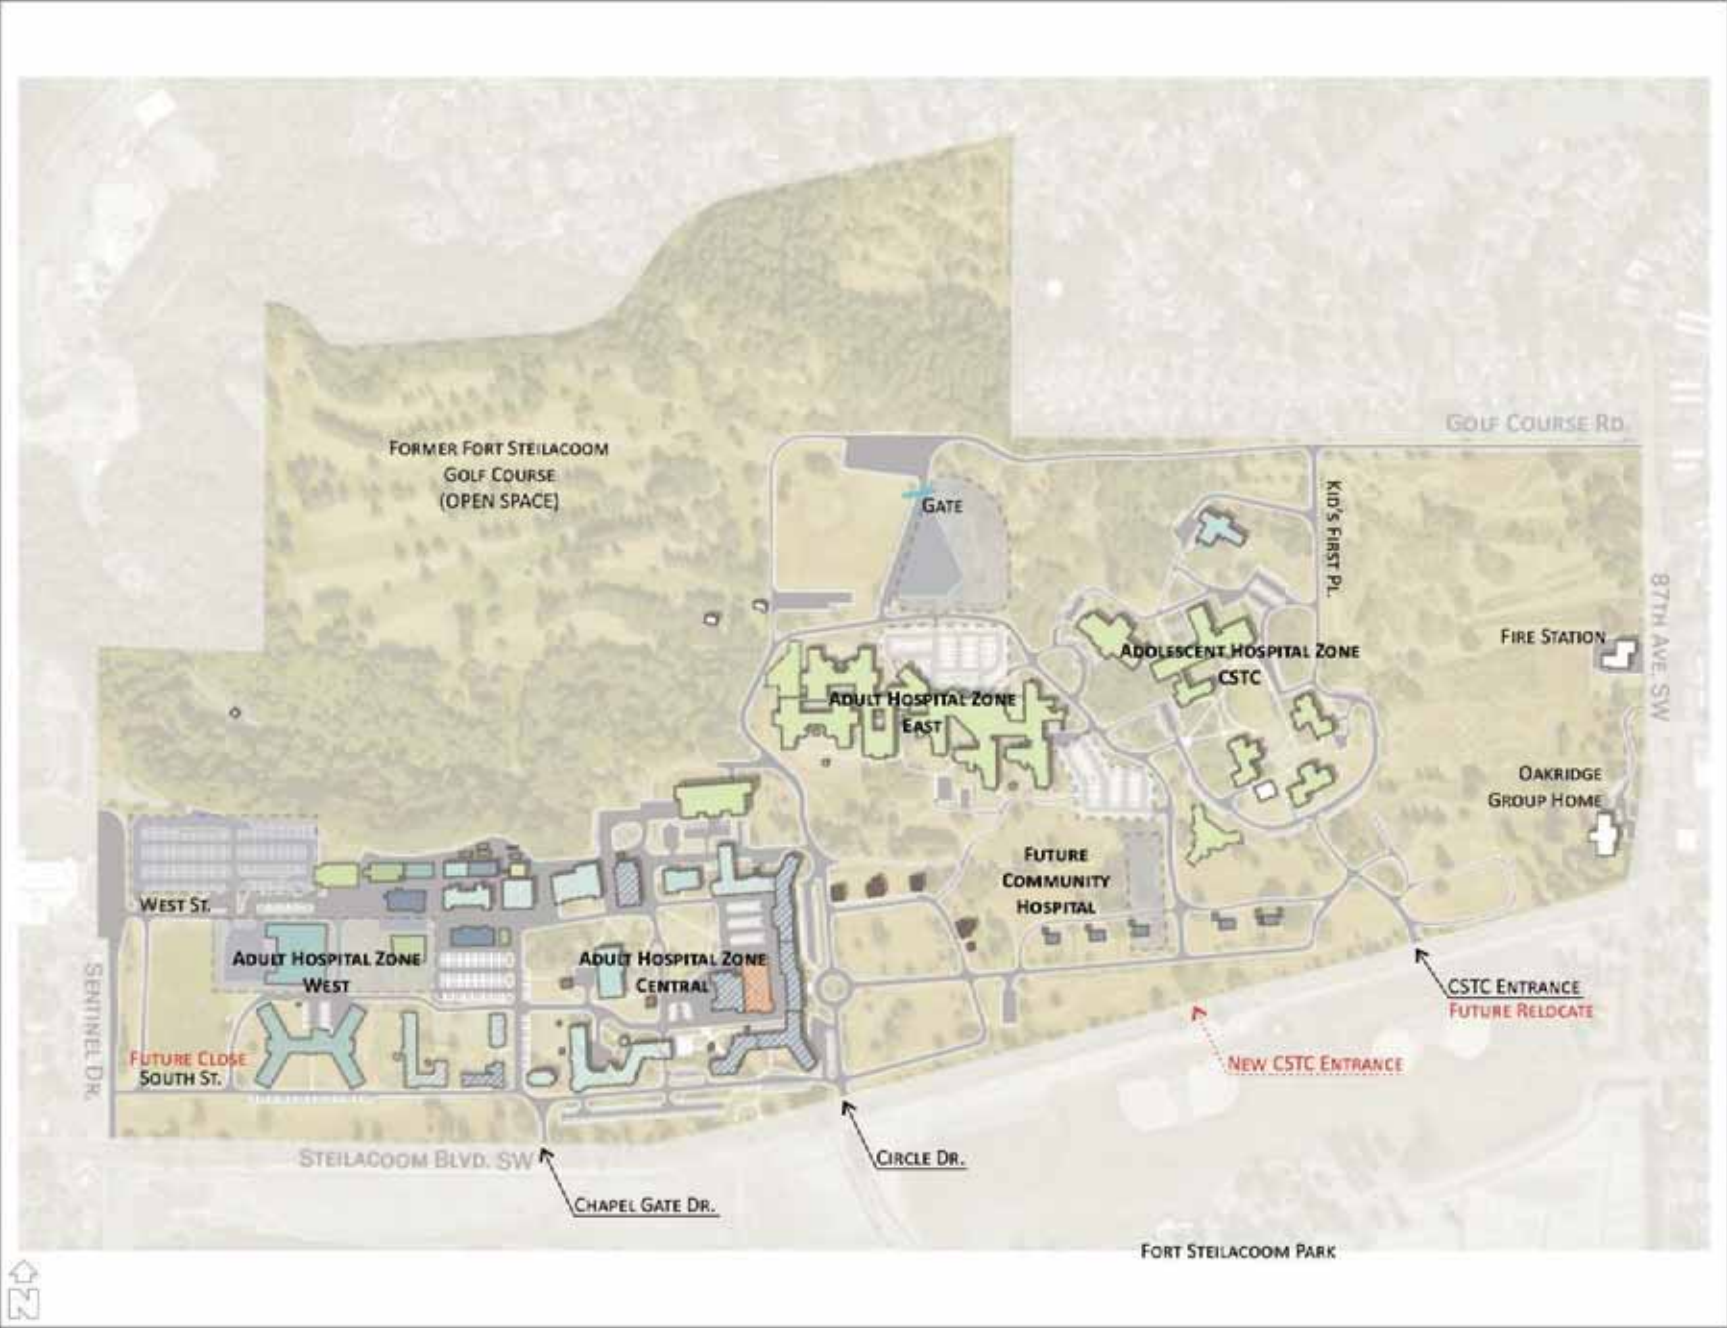 GOLF COURSE RD.
FORMER FORT STEILACOOM
GOLF COURSE
(OPEN SPACE)
GATE
KID'S FIRST PL.
87TH AVE. SW
FIRE STATION
ADOLESCENT HOSPITAL ZONE
CSTC
ADULT HOSPITAL ZONE
EAST
OAKRIDGE
GROUP HOME
FUTURE
COMMUNITY
HOSPITAL
WEST ST.
ADULT HOSPITAL ZONE
WEST
ADULT HOSPITAL ZONE
CENTRAL
SENTINEL DR.
CSTC ENTRANCE
FUTURE RELOCATE
FUTURE CLOSE
SOUTH ST.
NEW CSTC ENTRANCE
STEILACOOM BLVD. SW
CIRCLE DR.
CHAPEL GATE DR.
FORT STEILACOOM PARK
N